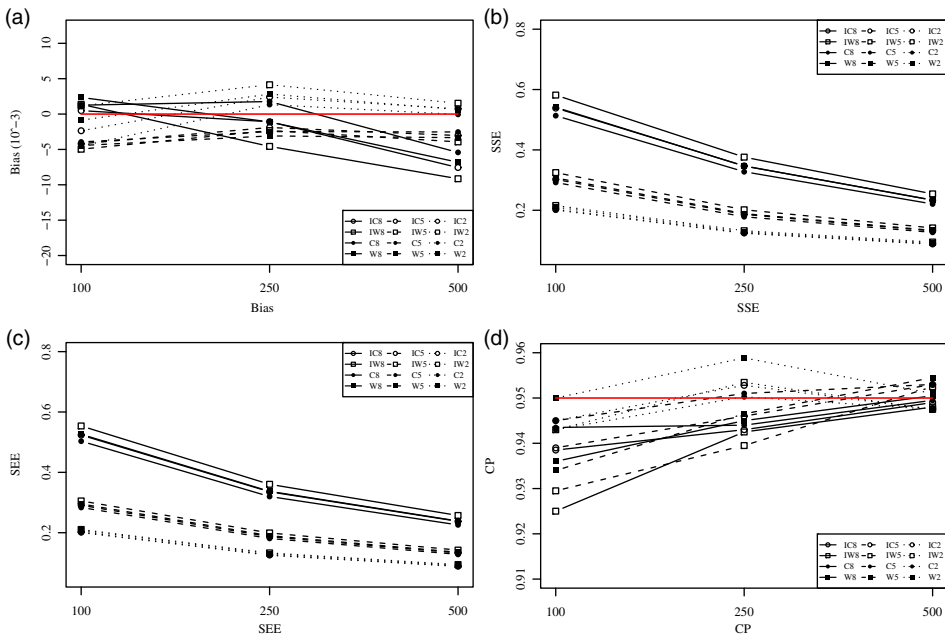 (a)
Bias (10^−3)
10
5
0
−5
−10
−15
−20
IC8 IC5 IC2
IW8 IW5 IW2
C8 C5 C2
W8 W5 W2
100 250 500
Bias
(b)
SSE
0.8
0.6
0.4
0.2
IC8 IC5 IC2
IW8 IW5 IW2
C8 C5 C2
W8 W5 W2
100 250 500
SSE
(c)
SEE
0.8
0.6
0.4
0.2
IC8 IC5 IC2
IW8 IW5 IW2
C8 C5 C2
W8 W5 W2
100 250 500
SEE
(d)
CP
0.96
0.95
0.94
0.93
0.92
0.91
IC8 IC5 IC2
IW8 IW5 IW2
C8 C5 C2
W8 W5 W2
100 250 500
CP